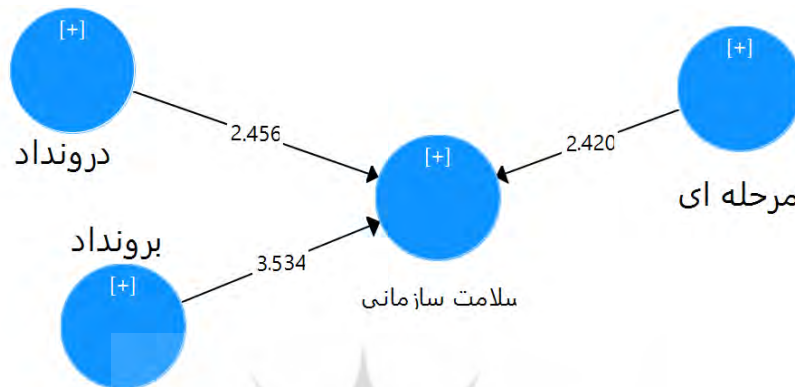 [+]
درونداد
[+]
مرحله ای
2.456
2.420
[+]
سلامت سازمانی
برونداد
[+]
3.534